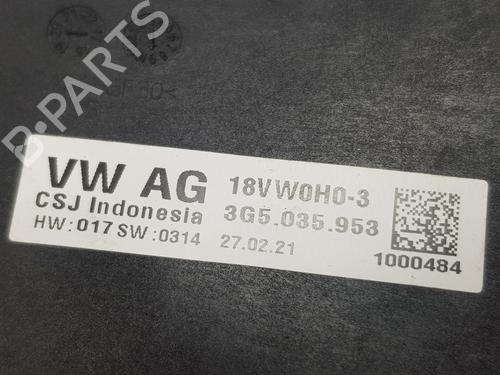 VW AG 18VW0H0-3
CSJ Indonesia 3G5.035.953
HW:017 SW:0314 27.02.21
1000484
B-PARTS